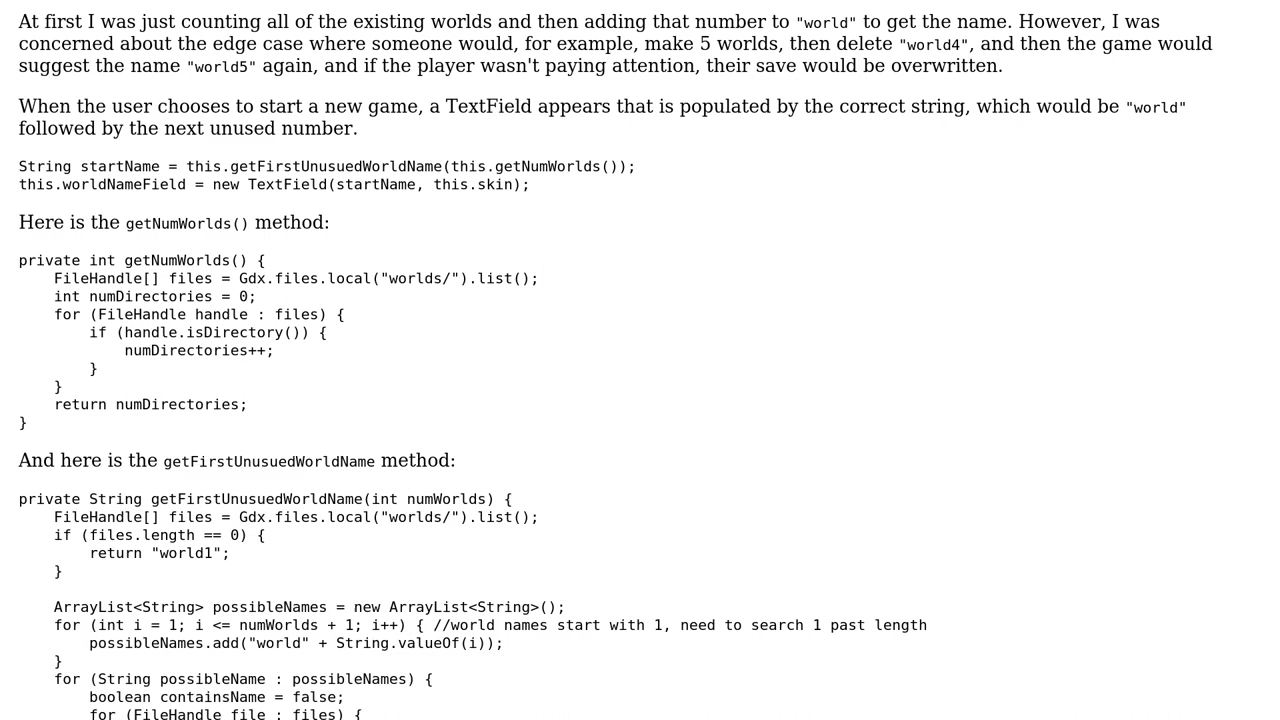 At first I was just counting all of the existing worlds and then adding that number to "world" to get the name. However, I was
concerned about the edge case where someone would, for example, make 5 worlds, then delete "world4", and then the game would
suggest the name "world5" again, and if the player wasn't paying attention, their save would be overwritten.
When the user chooses to start a new game, a TextField appears that is populated by the correct string, which would be "world"
followed by the next unused number.
String startName = this.getFirstUnusuedWorldName(this.getNumWorlds());
this.worldNameField = new TextField(startName, this.skin);
Here is the getNumWorlds() method:
private int getNumWorlds() {
    FileHandle[] files = Gdx.files.local("worlds/").list();
    int numDirectories = 0;
    for (FileHandle handle : files) {
        if (handle.isDirectory()) {
            numDirectories++;
        }
    }
    return numDirectories;
}
And here is the getFirstUnusuedWorldName method:
private String getFirstUnusuedWorldName(int numWorlds) {
    FileHandle[] files = Gdx.files.local("worlds/").list();
    if (files.length == 0) {
        return "world1";
    }
    ArrayList<String> possibleNames = new ArrayList<String>();
    for (int i = 1; i <= numWorlds + 1; i++) { //world names start with 1, need to search 1 past length
        possibleNames.add("world" + String.valueOf(i));
    }
    for (String possibleName : possibleNames) {
        boolean containsName = false;
        for (FileHandle file : files) {